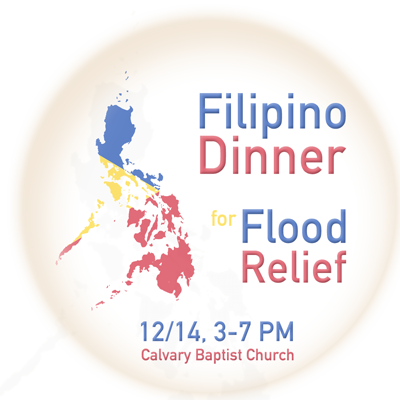 Filipino
Dinner
for Flood
Relief
12/14, 3-7 PM
Calvary Baptist Church